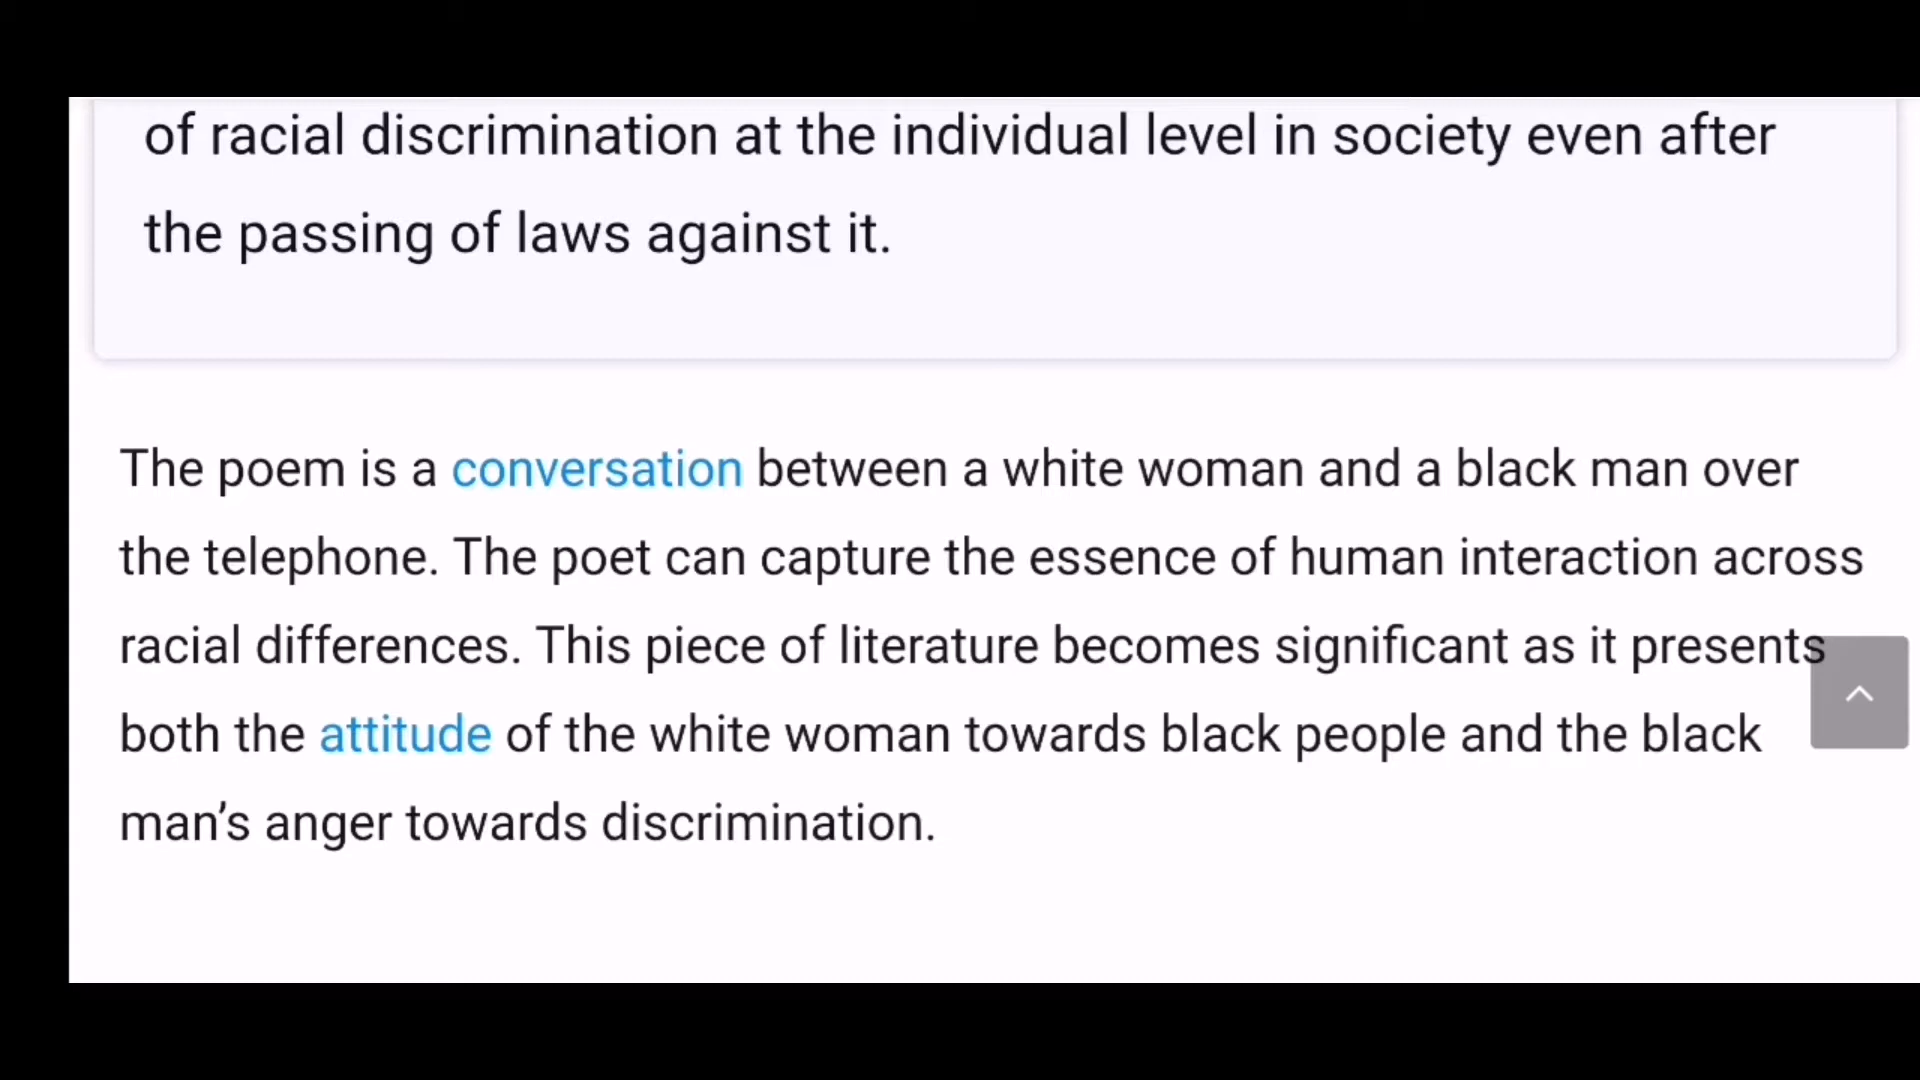 of racial discrimination at the individual level in society even after
the passing of laws against it.
The poem is a conversation between a white woman and a black man over
the telephone. The poet can capture the essence of human interaction across
racial differences. This piece of literature becomes significant as it presents
both the attitude of the white woman towards black people and the black
man’s anger towards discrimination.